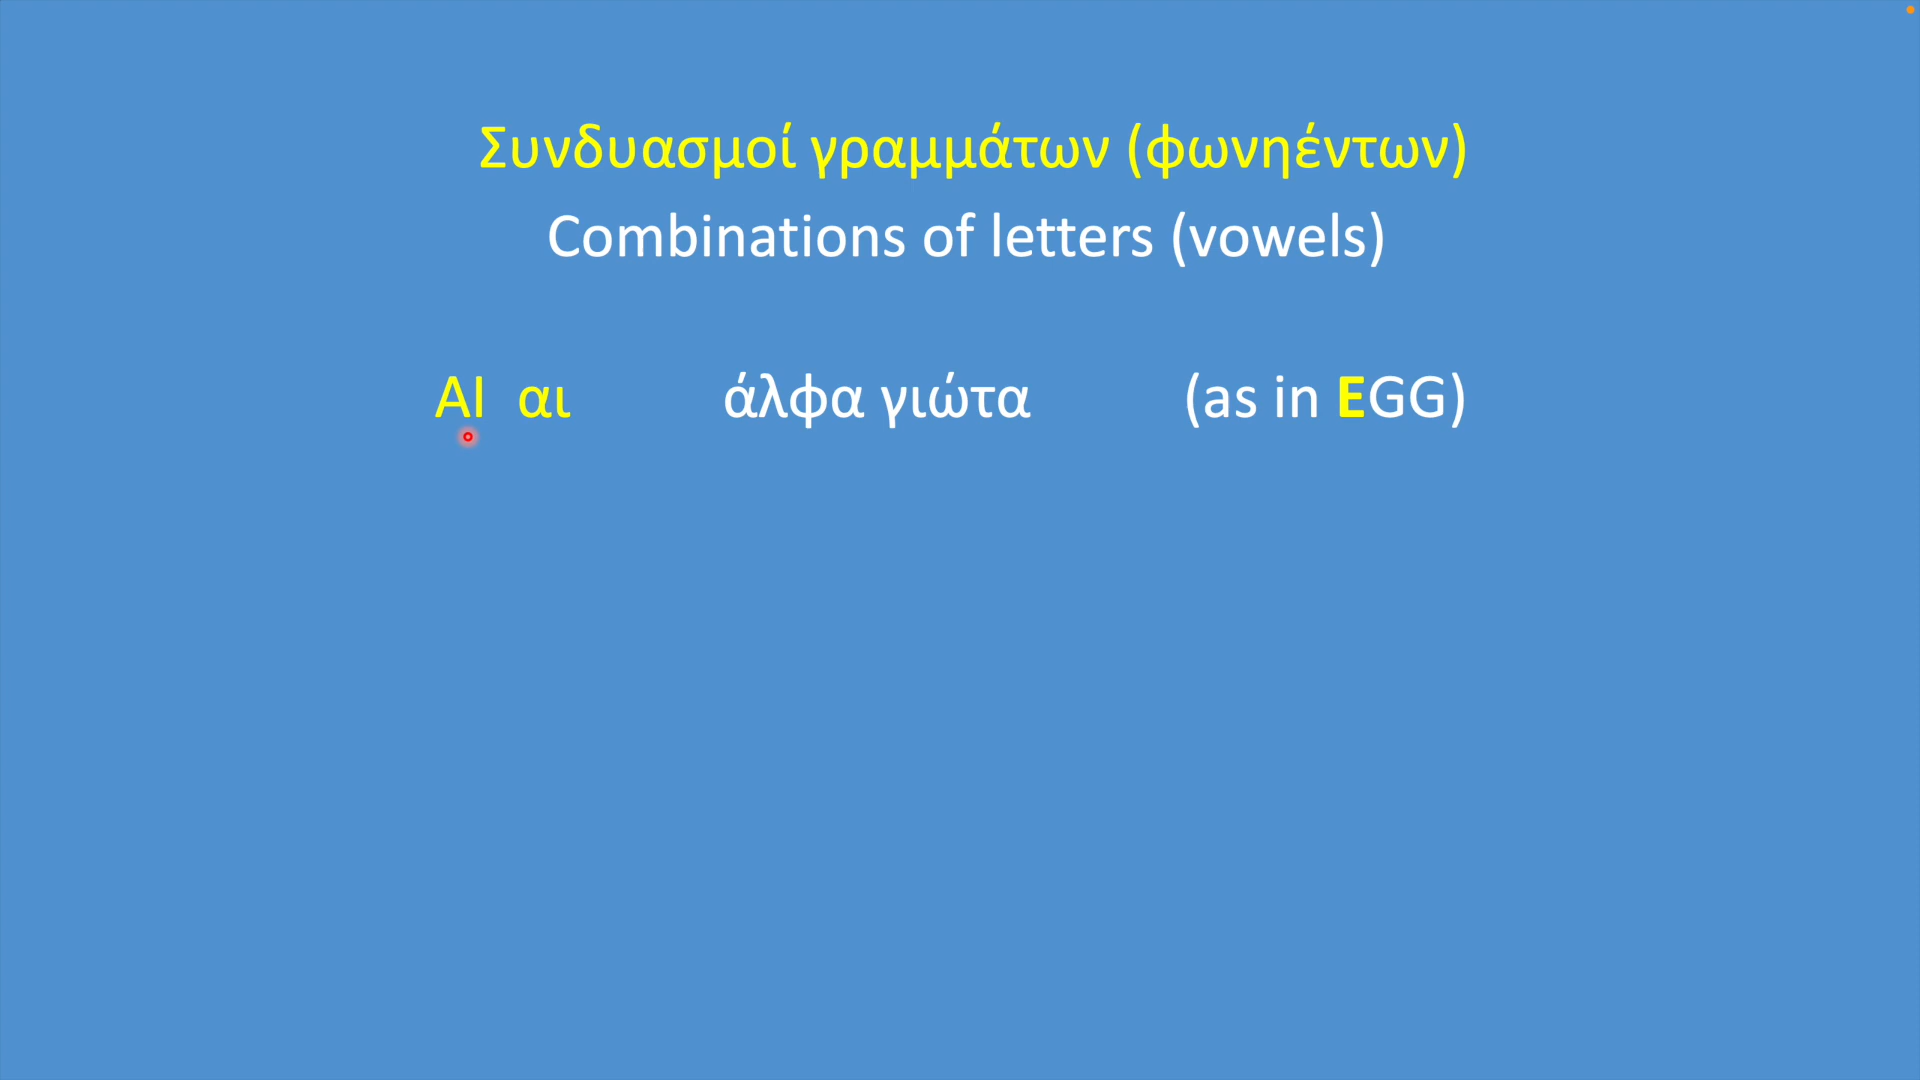 Συνδυασμοί γραμμάτων (φωνηέντων)
Combinations of letters (vowels)
ΑΙ αι άλφα γιώτα (as in EGG)